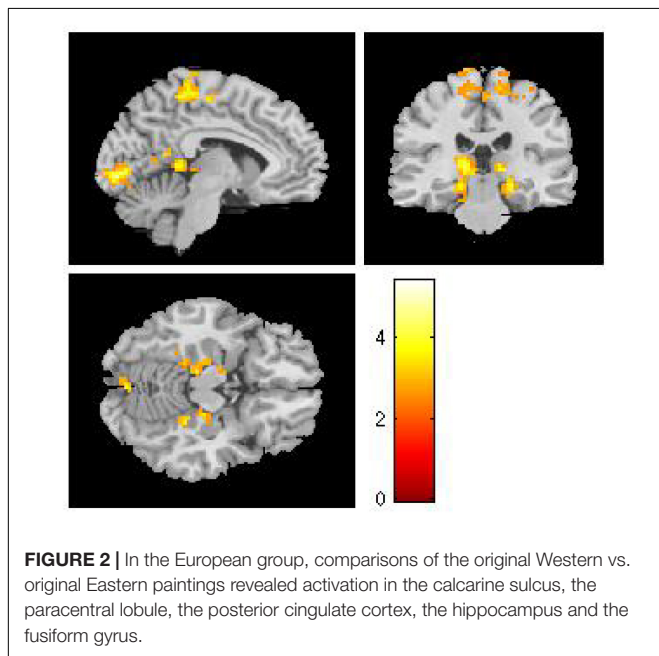 4
2
0
FIGURE 2 | In the European group, comparisons of the original Western vs.
original Eastern paintings revealed activation in the calcarine sulcus, the
paracentral lobule, the posterior cingulate cortex, the hippocampus and the
fusiform gyrus.